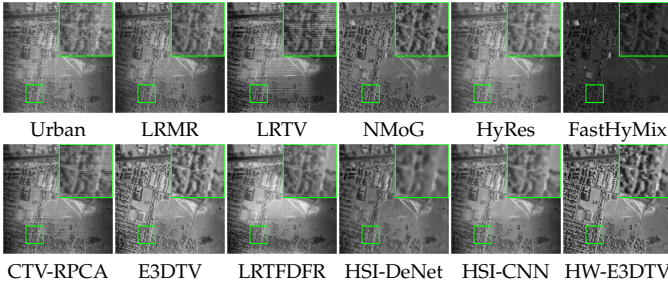 Urban LRMR LRTV NMoG HyRes FastHyMix
CTV-RPCA E3DTV LRTFDFR HSI-DeNet HSI-CNN HW-E3DTV